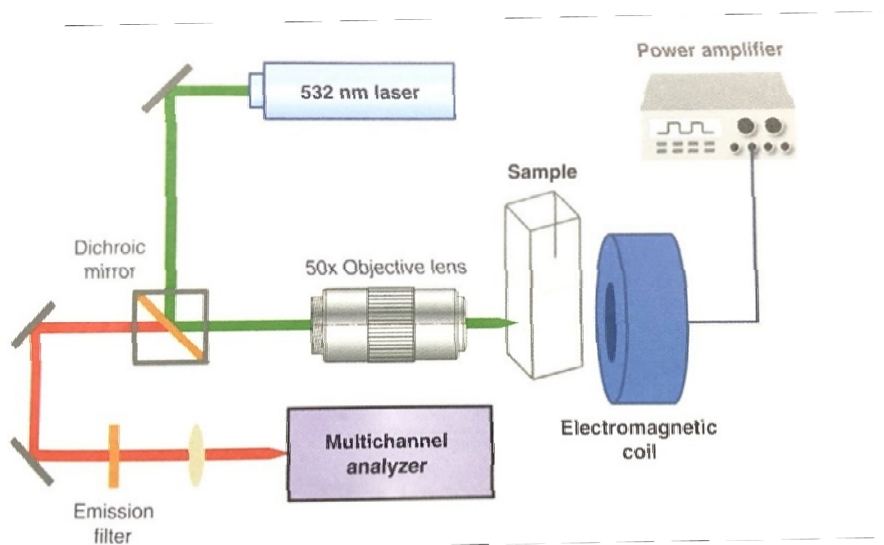 Power amplifier
532 nm laser
Sample
Dichroic
mirror
50x Objective lens
Electromagnetic
coil
Multichannel
analyzer
Emission
filter